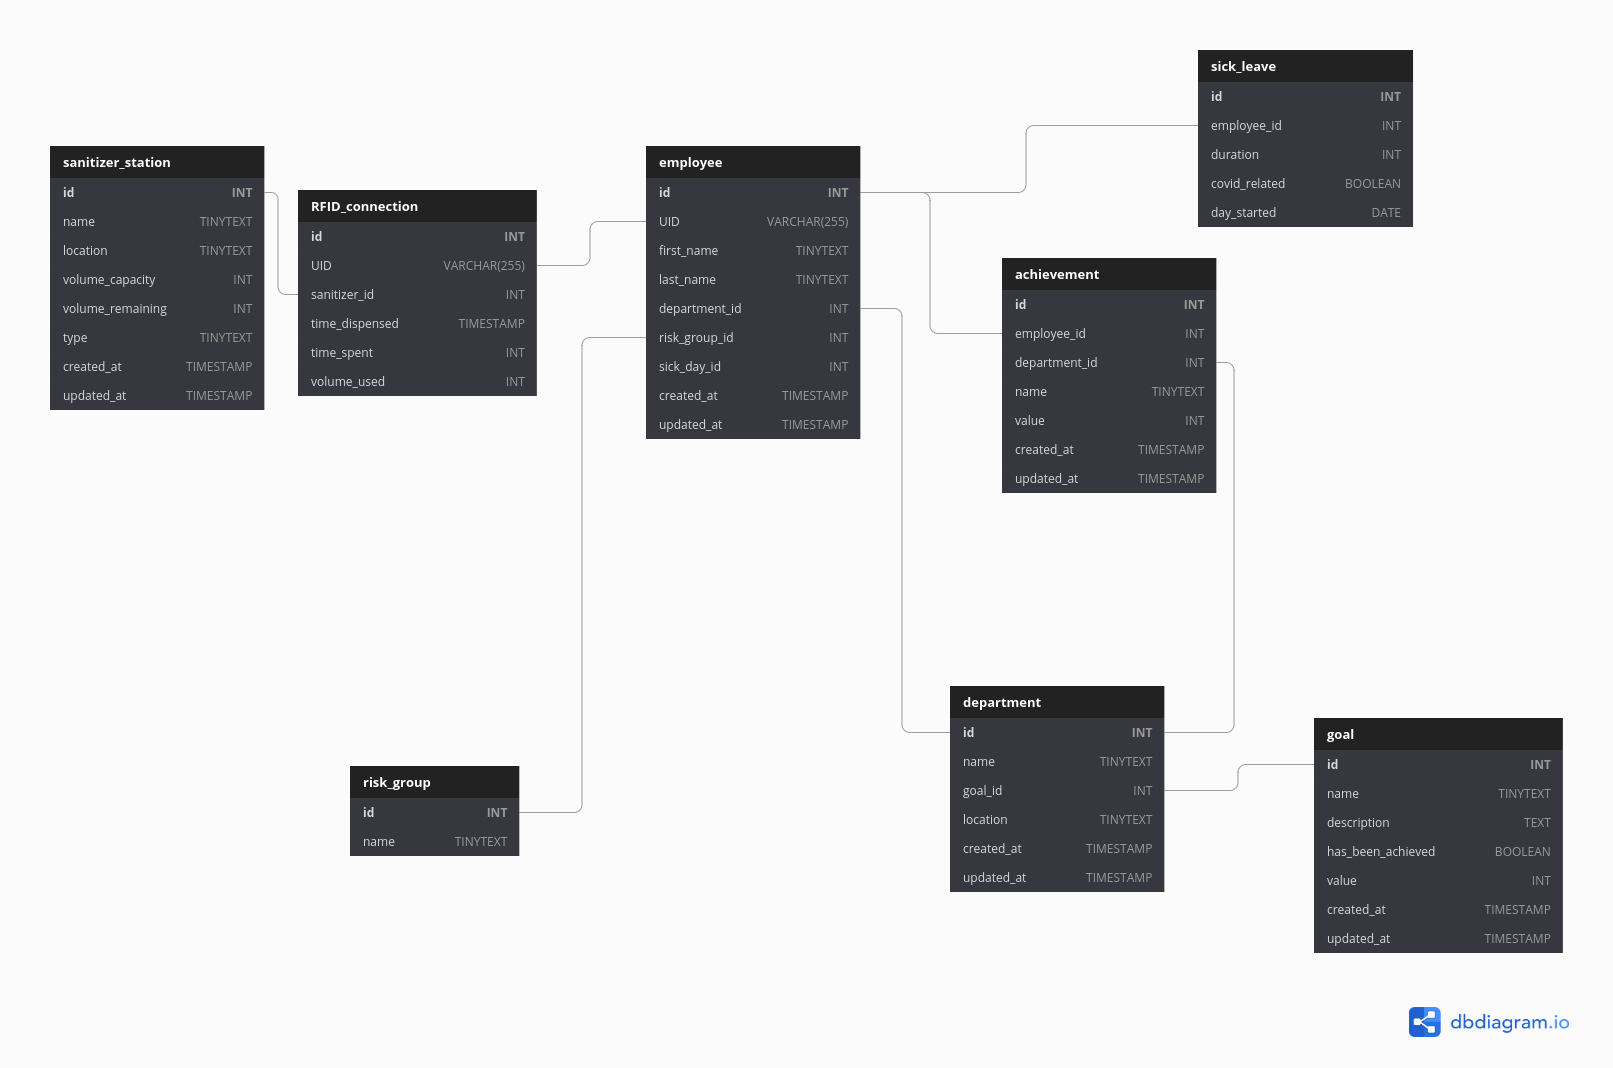 sick_leave
id INT
employee_id INT
duration INT
covid_related BOOLEAN
day_started DATE
sanitizer_station
id INT
name TINYTEXT
location TINYTEXT
volume_capacity INT
volume_remaining INT
type TINYTEXT
created_at TIMESTAMP
updated_at TIMESTAMP
RFID_connection
id INT
UID VARCHAR(255)
sanitizer_id INT
time_dispensed TIMESTAMP
time_spent INT
volume_used INT
employee
id INT
UID VARCHAR(255)
first_name TINYTEXT
last_name TINYTEXT
department_id INT
risk_group_id INT
sick_day_id INT
created_at TIMESTAMP
updated_at TIMESTAMP
achievement
id INT
employee_id INT
department_id INT
name TINYTEXT
value INT
created_at TIMESTAMP
updated_at TIMESTAMP
department
id INT
name TINYTEXT
goal_id INT
location TINYTEXT
created_at TIMESTAMP
updated_at TIMESTAMP
goal
id INT
name TINYTEXT
description TEXT
has_been_achieved BOOLEAN
value INT
created_at TIMESTAMP
updated_at TIMESTAMP
risk_group
id INT
name TINYTEXT
dbdiagram.io